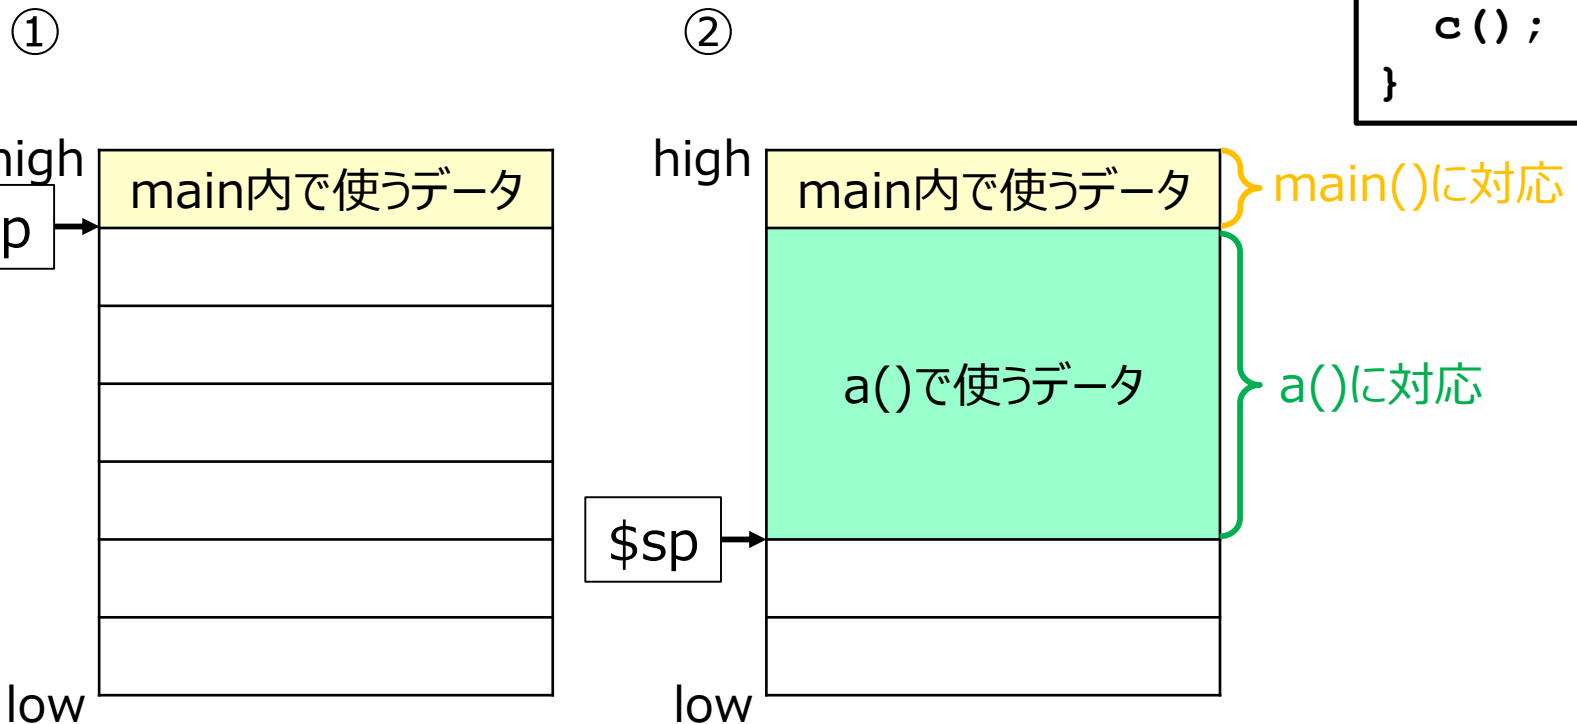 ①
②
c();
}
high
main内で使うデータ
p
low
high
main内で使うデータ
main()に対応
a()で使うデータ
a()に対応
$sp
low